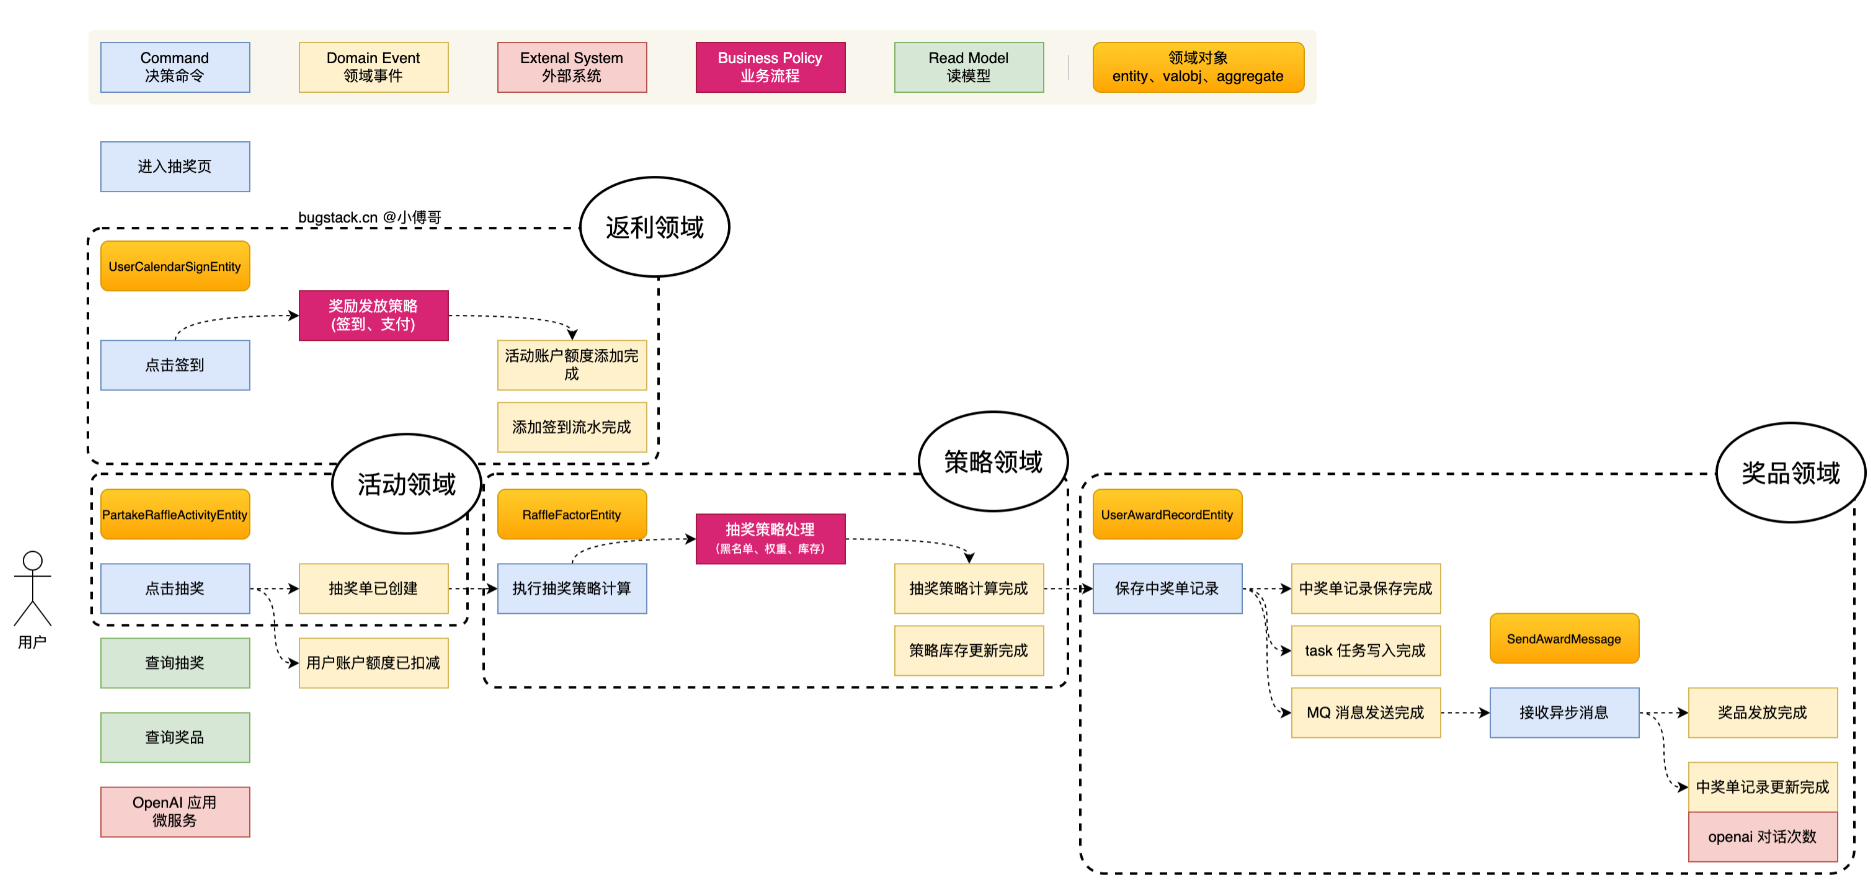 Command
决策命令
Domain Event
领域事件
Extenal System
外部系统
Business Policy
业务流程
Read Model
读模型
领域对象
entity、valobj、aggregate
进入抽奖页
bugstack.cn @小傅哥
返利领域
UserCalendarSignEntity
奖励发放策略
(签到、支付)
点击签到
活动账户额度添加完
成
添加签到流水完成
活动领域
策略领域
奖品领域
PartakeRaffleActivityEntity
RaffleFactorEntity
抽奖策略处理
(黑名单、权重、库存)
UserAwardRecordEntity
点击抽奖
抽奖单已创建
执行抽奖策略计算
抽奖策略计算完成
保存中奖单记录
中奖单记录保存完成
用户
查询抽奖
用户账户额度已扣减
策略库存更新完成
task 任务写入完成
SendAwardMessage
查询奖品
MQ 消息发送完成
接收异步消息
奖品发放完成
OpenAI 应用
微服务
中奖单记录更新完成
openai 对话次数